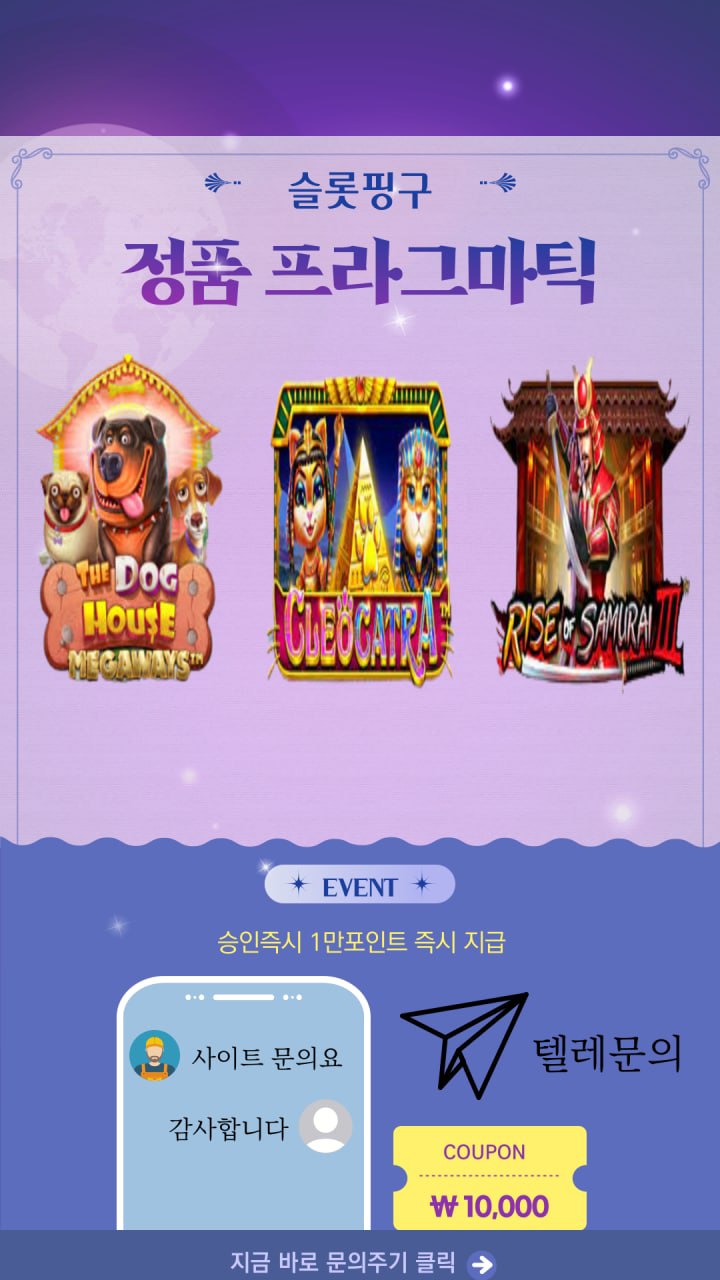 슬롯핑구
정품 프라그마틱
THE DOG
HOU$E
MEGAWAYS™
CLEOCATRA™
RISE OF SAMURAI III
EVENT
승인즉시 1만포인트 즉시 지급
사이트 문의요
감사합니다
텔레문의
COUPON
₩ 10,000
지금 바로 문의주기 클릭